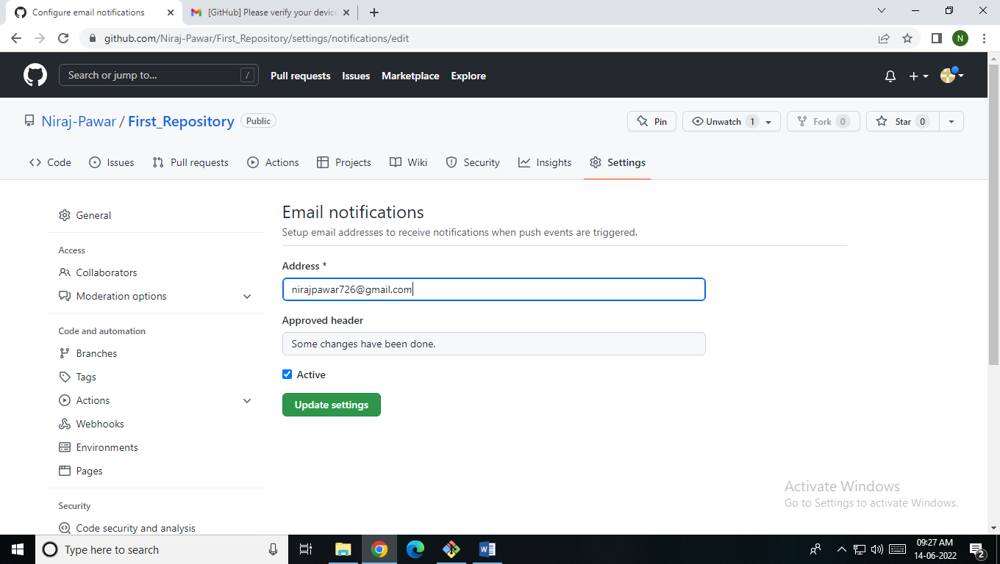 Configure email notifications
[GitHub] Please verify your device
github.com/Niraj-Pawar/First_Repository/settings/notifications/edit
N
Search or jump to...
/
Pull requests
Issues
Marketplace
Explore
Niraj-Pawar / First_Repository
Public
Pin
Unwatch 1
Fork 0
Star 0
Code
Issues
Pull requests
Actions
Projects
Wiki
Security
Insights
Settings
General
Access
Collaborators
Moderation options
Code and automation
Branches
Tags
Actions
Webhooks
Environments
Pages
Security
Code security and analysis
Email notifications
Setup email addresses to receive notifications when push events are triggered.
Address *
nirajpawar726@gmail.com
Approved header
Some changes have been done.
Active
Update settings
Activate Windows
Go to Settings to activate Windows.
Type here to search
09:27 AM
14-06-2022
2